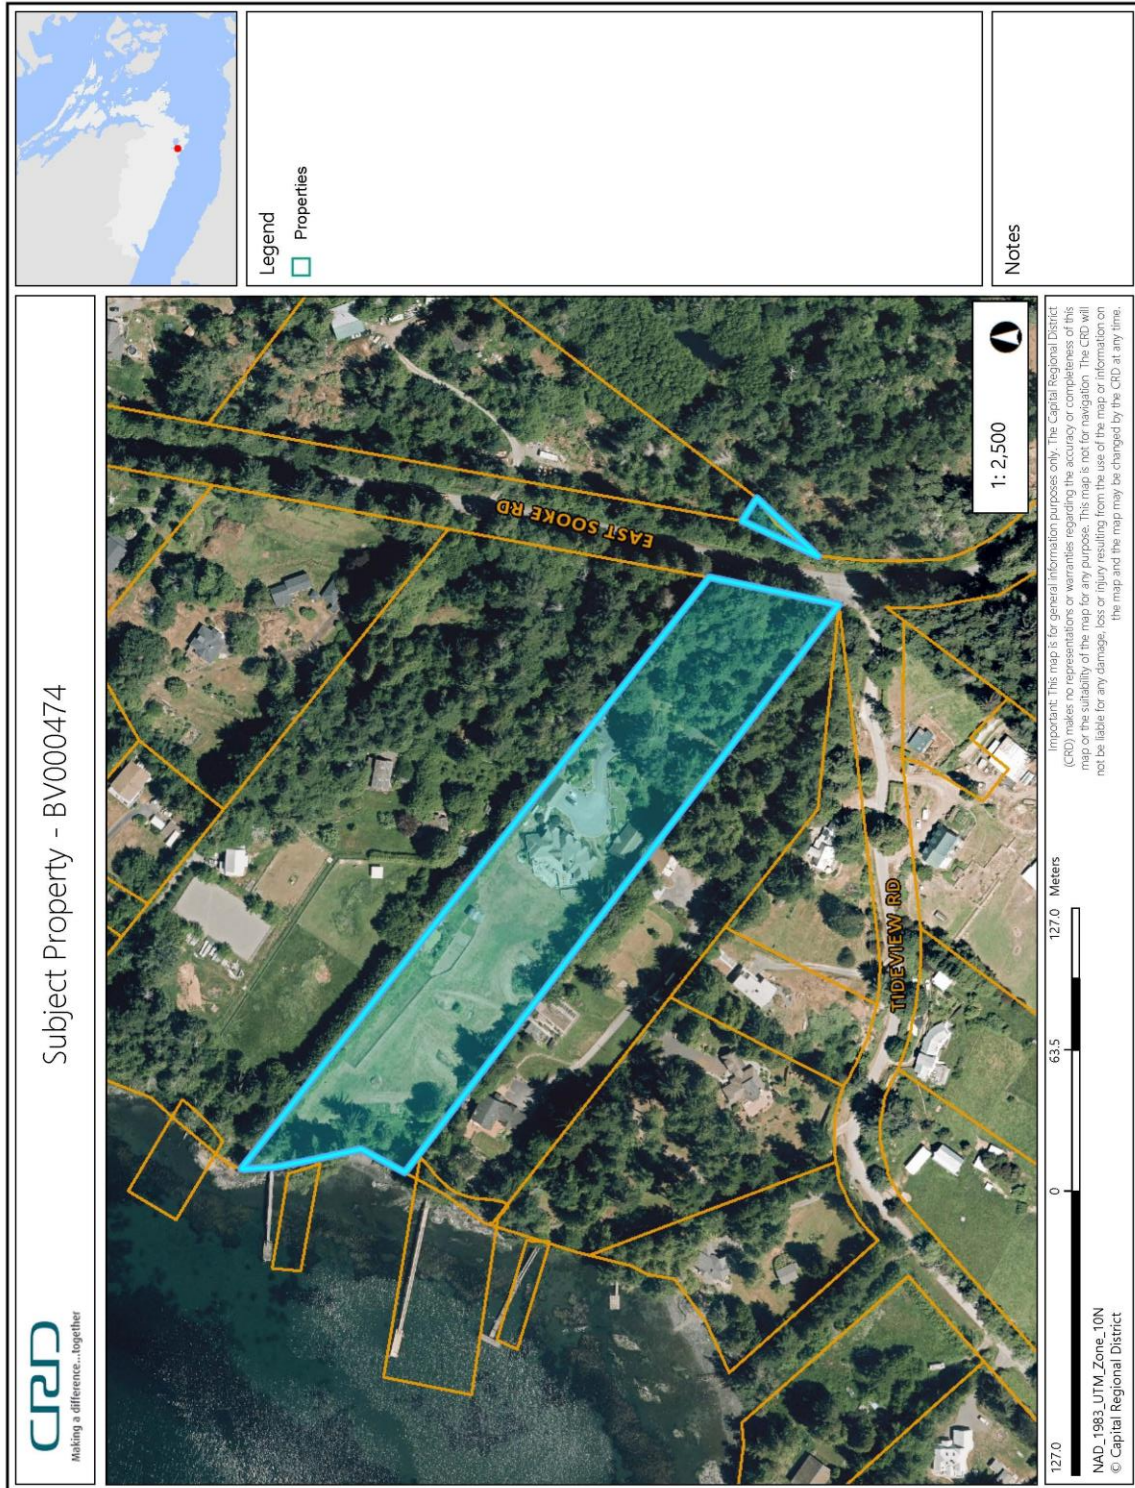 CRD
Making a difference...together
Subject Property - BV000474
Legend
Properties
Notes
EAST SOOKE RD
TIDEVIEW RD
1: 2,500
127.0
0
63.5
127.0 Meters
NAD_1983_UTM_Zone_10N
© Capital Regional District
Important: This map is for general information purposes only. The Capital Regional District
(CRD) makes no representations or warranties regarding the accuracy or completeness of this
map or the suitability of the map for any purpose. This map is not for navigation. The CRD will
not be liable for any damage, loss or injury resulting from the use of the map or information on
the map and the map may be changed by the CRD at any time.